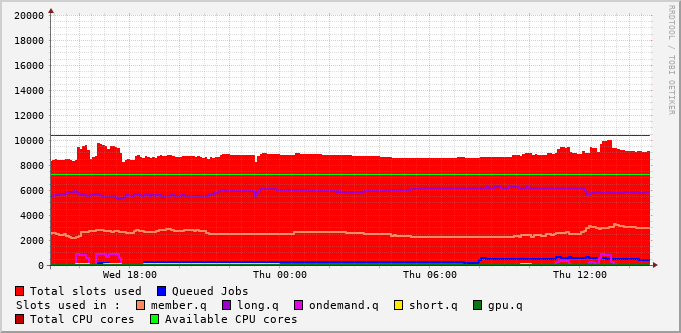 20000
18000
16000
14000
12000
10000
8000
6000
4000
2000
0
Wed 18:00 Thu 00:00 Thu 06:00 Thu 12:00
Total slots used Queued Jobs
Slots used in : member.q long.q ondemand.q short.q gpu.q
Total CPU cores Available CPU cores
RRDTOOL / TOBI OETIKER